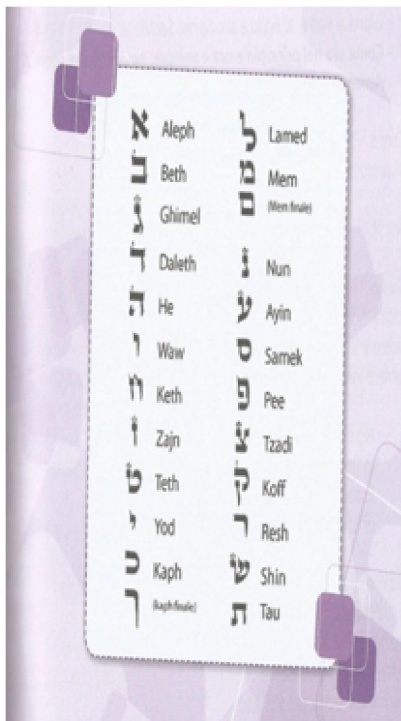 א Aleph
ב Beth
ג Ghimel
ד Daleth
ה He
ו Waw
ח Keth
ז Zajn
ט Teth
י Yod
כ Kaph
ך (kaph finale)
ל Lamed
מ Mem
ם (Mem finale)
נ Nun
ע Ayin
ס Samek
פ Pee
צ Tzadi
ק Koff
ר Resh
ש Shin
ת Tau